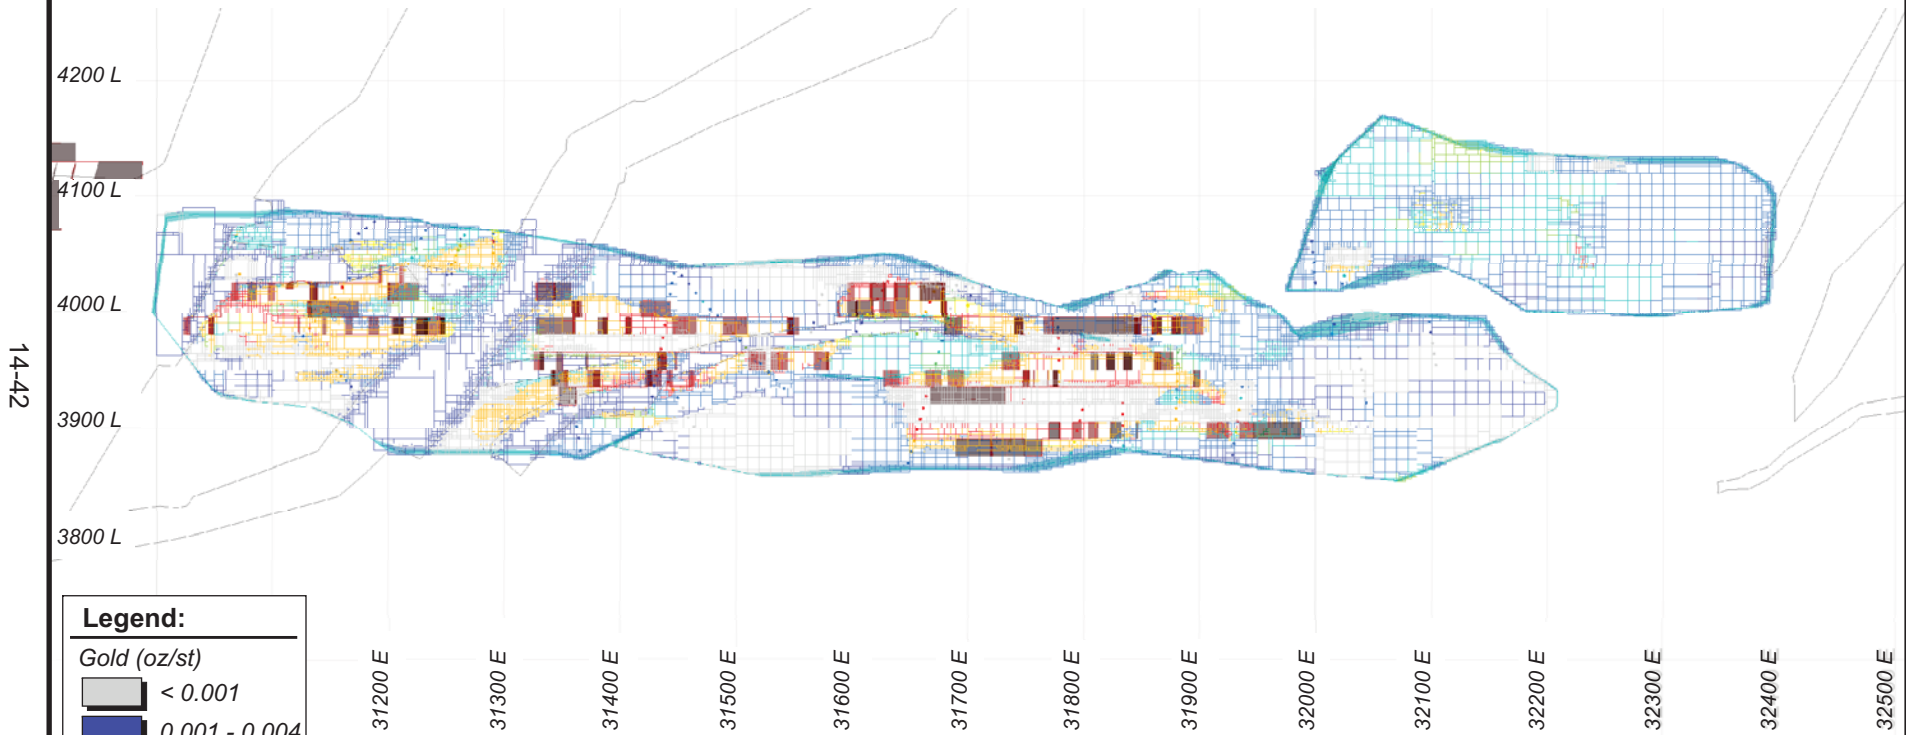 14-42
4200 L
4100 L
4000 L
3900 L
3800 L
Legend:
Gold (oz/st)
< 0.001
0.001 - 0.004
31200 E
31300 E
31400 E
31500 E
31600 E
31700 E
31800 E
31900 E
32000 E
32100 E
32200 E
32300 E
32400 E
32500 E